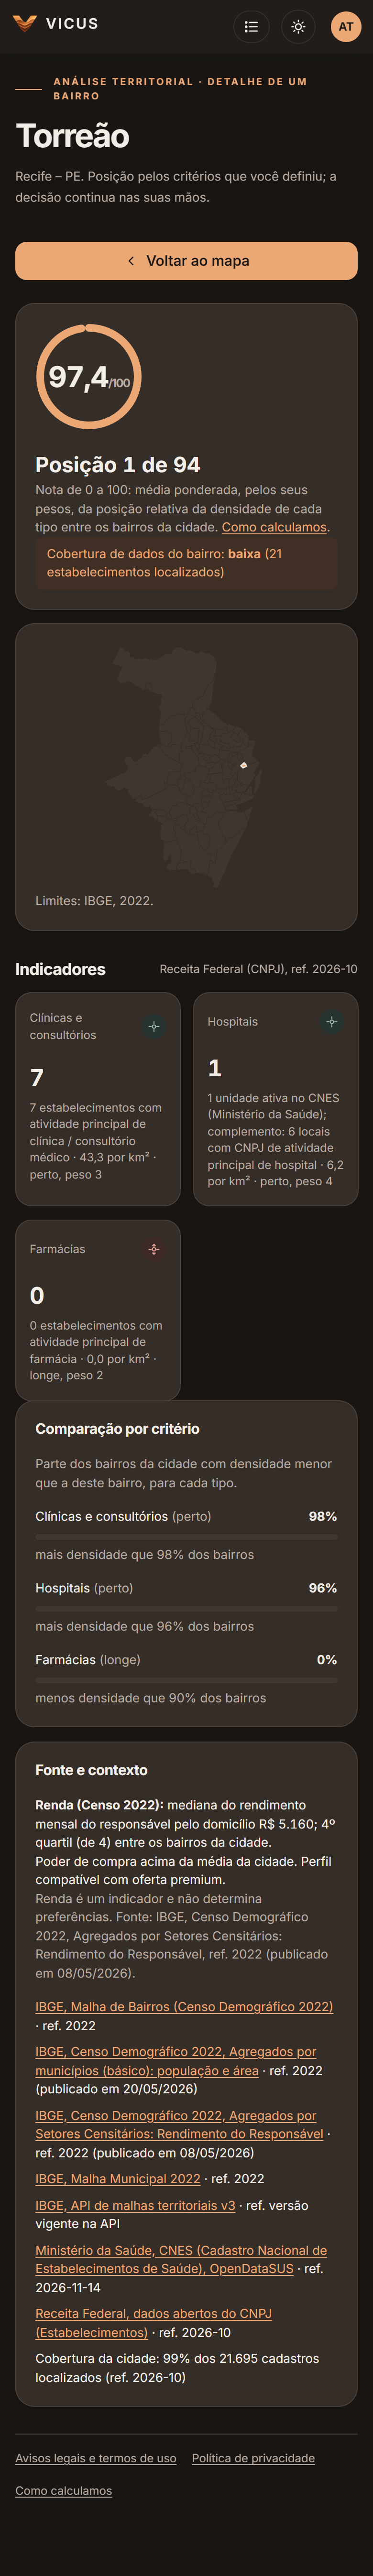 VICUS
AT
ANÁLISE TERRITORIAL · DETALHE DE UM
BAIRRO
Torreão
Recife – PE. Posição pelos critérios que você definiu; a
decisão continua nas suas mãos.
Voltar ao mapa
97,4/100
Posição 1 de 94
Nota de 0 a 100: média ponderada, pelos seus
pesos, da posição relativa da densidade de cada
tipo entre os bairros da cidade. Como calculamos.
Cobertura de dados do bairro: baixa (21
estabelecimentos localizados)
Limites: IBGE, 2022.
Indicadores
Receita Federal (CNPJ), ref. 2026-10
Clínicas e
consultórios
7
7 estabelecimentos com
atividade principal de
clínica / consultório
médico · 43,3 por km² ·
perto, peso 3
Hospitais
1
1 unidade ativa no CNES
(Ministério da Saúde);
complemento: 6 locais
com CNPJ de atividade
principal de hospital · 6,2
por km² · perto, peso 4
Farmácias
0
0 estabelecimentos com
atividade principal de
farmácia · 0,0 por km² ·
longe, peso 2
Comparação por critério
Parte dos bairros da cidade com densidade menor
que a deste bairro, para cada tipo.
Clínicas e consultórios (perto) 98%
mais densidade que 98% dos bairros
Hospitais (perto) 96%
mais densidade que 96% dos bairros
Farmácias (longe) 0%
menos densidade que 90% dos bairros
Fonte e contexto
Renda (Censo 2022): mediana do rendimento
mensal do responsável pelo domicílio R$ 5.160; 4º
quartil (de 4) entre os bairros da cidade.
Poder de compra acima da média da cidade. Perfil
compatível com oferta premium.
Renda é um indicador e não determina
preferências. Fonte: IBGE, Censo Demográfico
2022, Agregados por Setores Censitários:
Rendimento do Responsável, ref. 2022 (publicado
em 08/05/2026).
IBGE, Malha de Bairros (Censo Demográfico 2022)
· ref. 2022
IBGE, Censo Demográfico 2022, Agregados por
municípios (básico): população e área · ref. 2022
(publicado em 20/05/2026)
IBGE, Censo Demográfico 2022, Agregados por
Setores Censitários: Rendimento do Responsável ·
ref. 2022 (publicado em 08/05/2026)
IBGE, Malha Municipal 2022 · ref. 2022
IBGE, API de malhas territoriais v3 · ref. versão
vigente na API
Ministério da Saúde, CNES (Cadastro Nacional de
Estabelecimentos de Saúde), OpenDataSUS · ref.
2026-11-14
Receita Federal, dados abertos do CNPJ
(Estabelecimentos) · ref. 2026-10
Cobertura da cidade: 99% dos 21.695 cadastros
localizados (ref. 2026-10)
Avisos legais e termos de uso Política de privacidade
Como calculamos